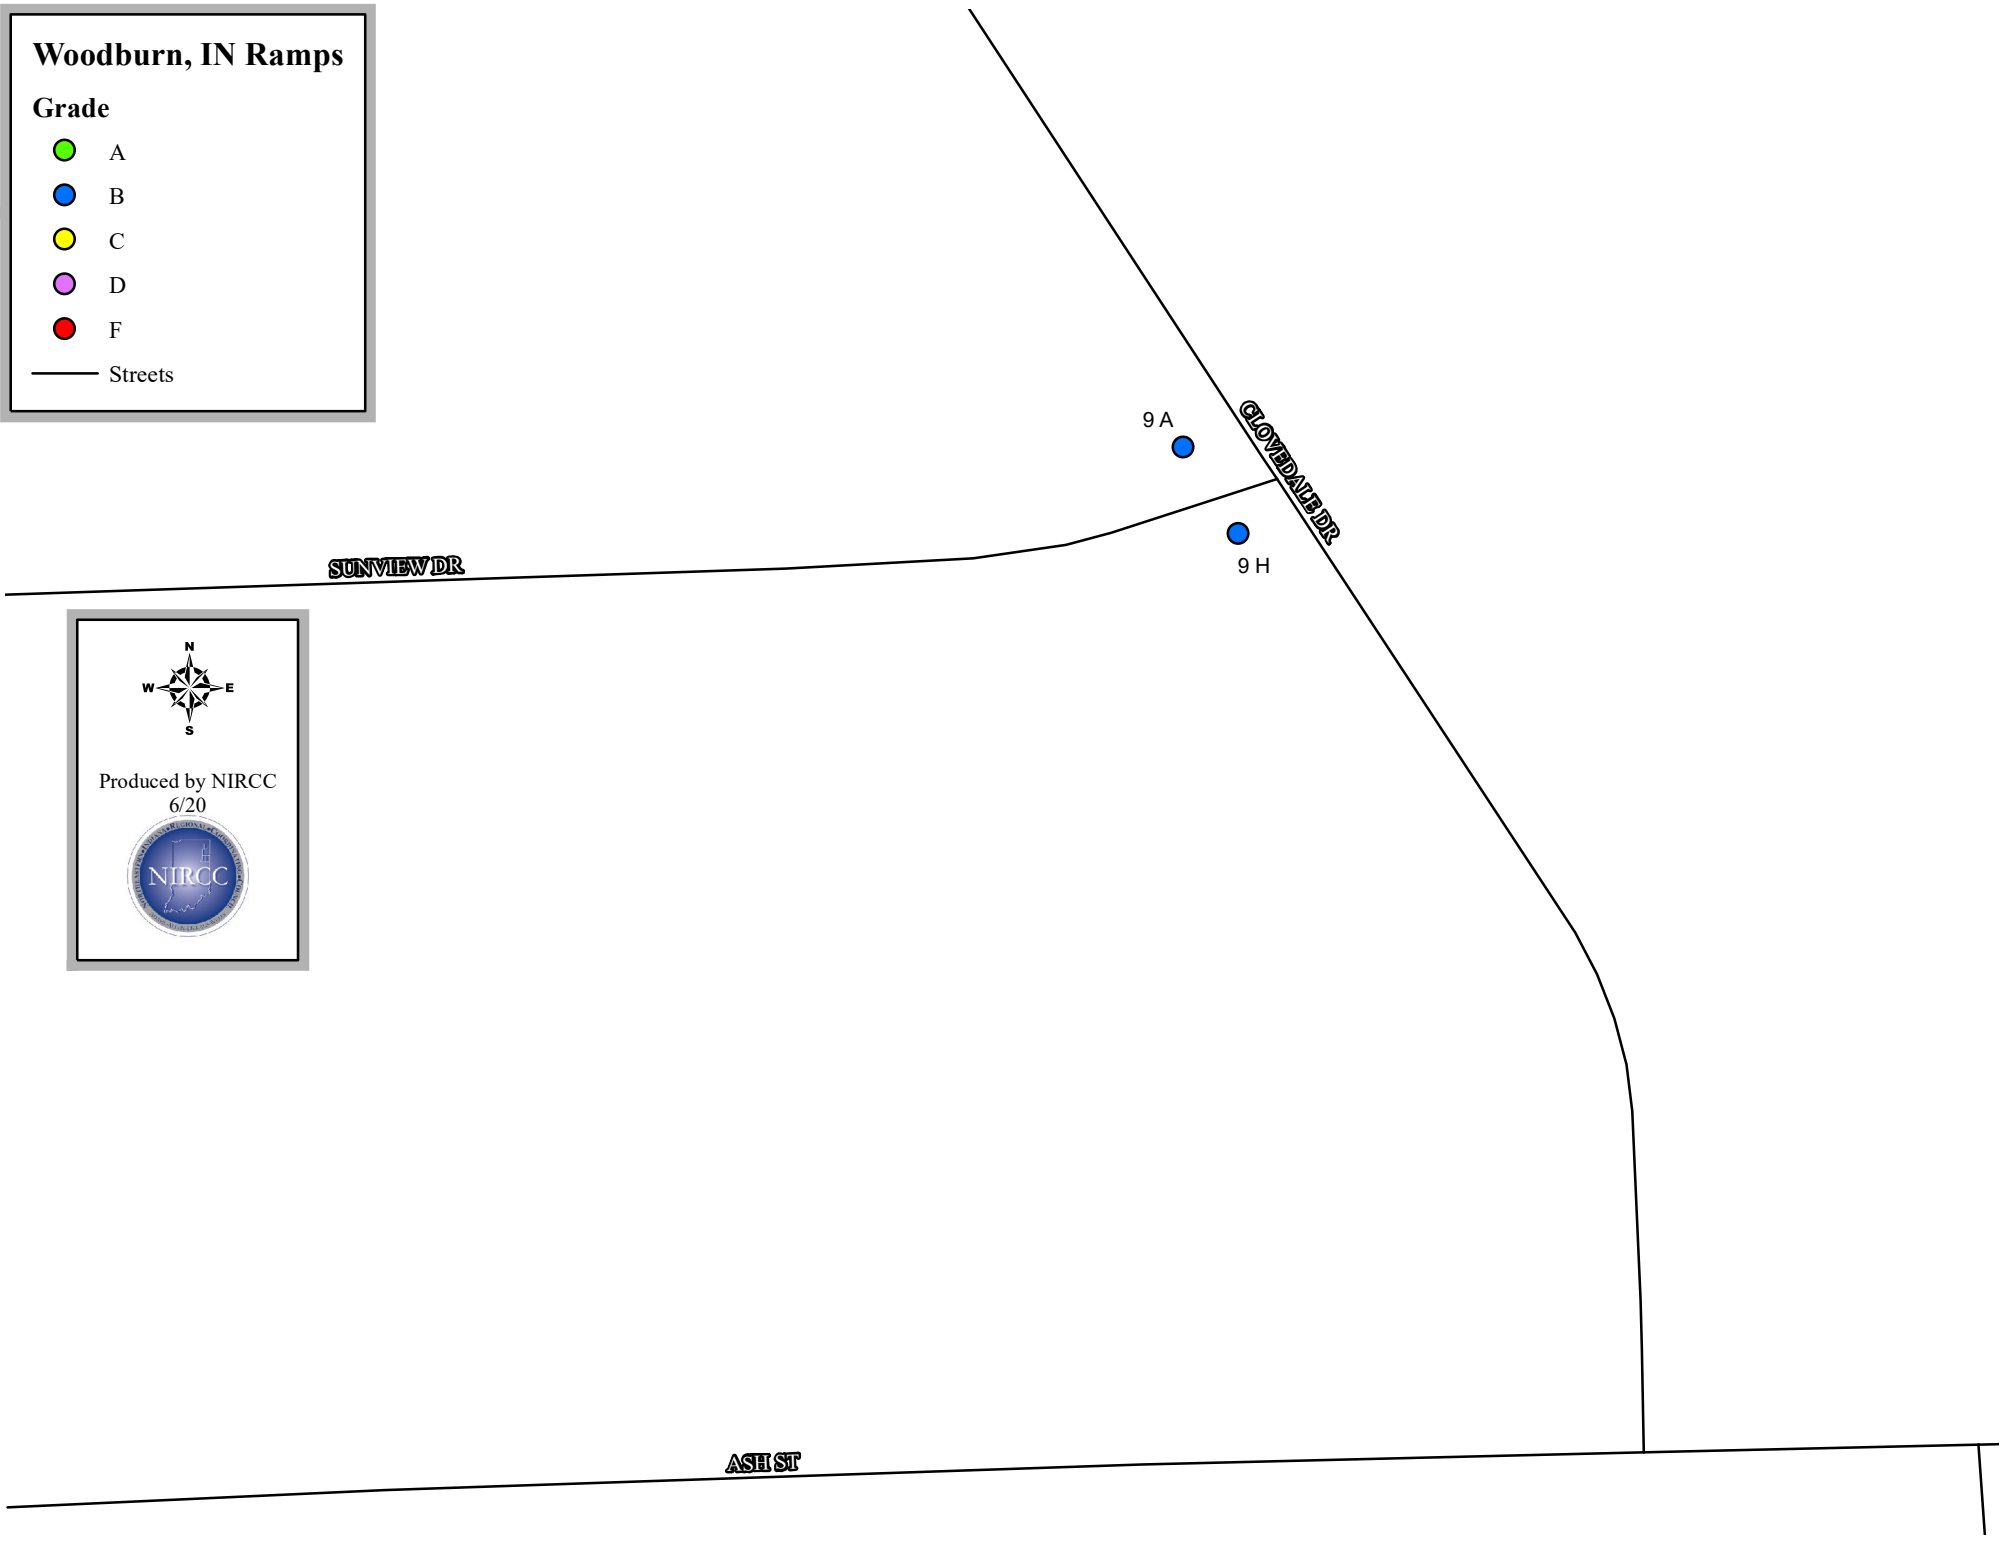 Woodburn, IN Ramps
Grade
A
B
C
D
F
Streets
9 A
CLOVEDALE DR
9 H
SUNVIEW DR
N
W E
S
Produced by NIRCC
6/20
NIRCC
ASH ST